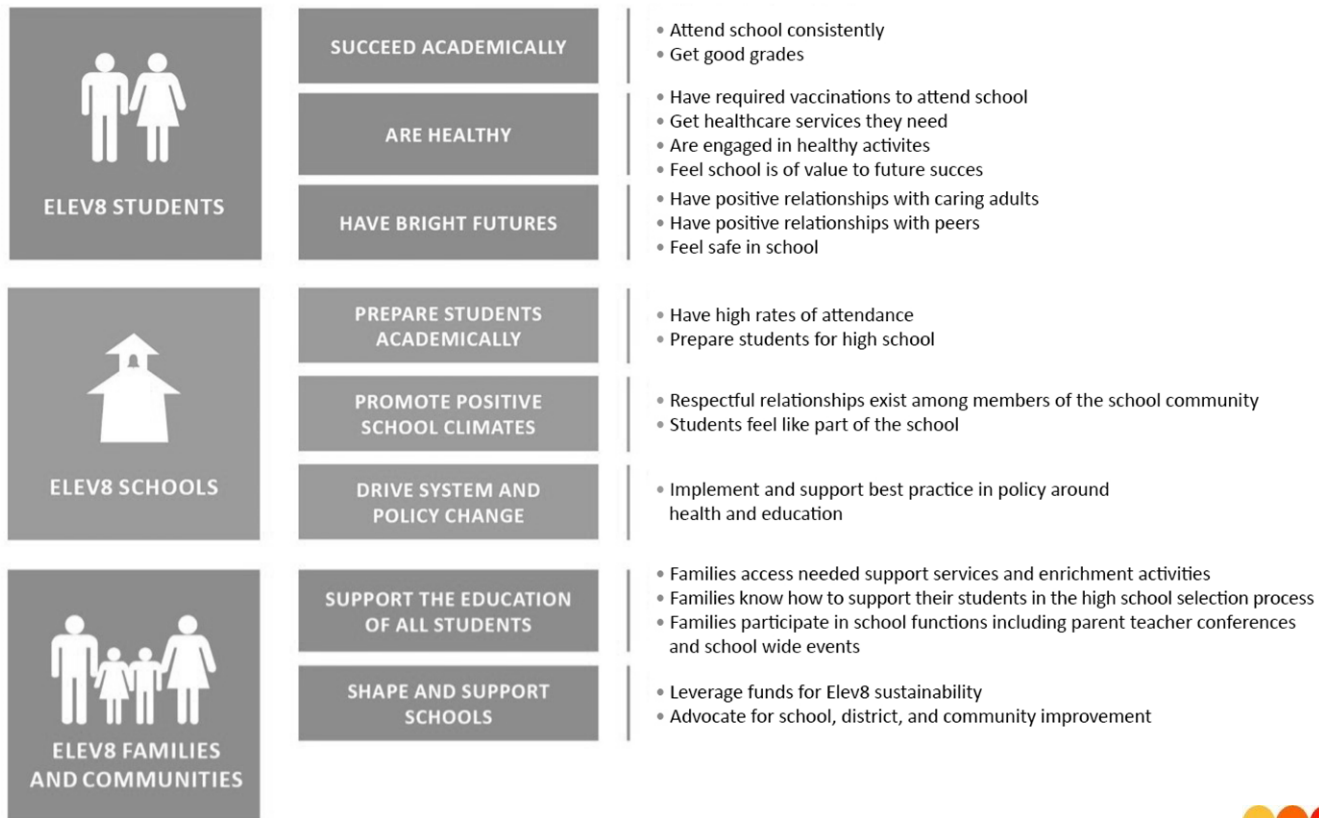 ELEV8 STUDENTS
SUCCEED ACADEMICALLY
• Attend school consistently
• Get good grades
ARE HEALTHY
• Have required vaccinations to attend school
• Get healthcare services they need
• Are engaged in healthy activites
• Feel school is of value to future succes
HAVE BRIGHT FUTURES
• Have positive relationships with caring adults
• Have positive relationships with peers
• Feel safe in school
ELEV8 SCHOOLS
PREPARE STUDENTS
ACADEMICALLY
• Have high rates of attendance
• Prepare students for high school
PROMOTE POSITIVE
SCHOOL CLIMATES
• Respectful relationships exist among members of the school community
• Students feel like part of the school
DRIVE SYSTEM AND
POLICY CHANGE
• Implement and support best practice in policy around
health and education
ELEV8 FAMILIES
AND COMMUNITIES
SUPPORT THE EDUCATION
OF ALL STUDENTS
• Families access needed support services and enrichment activities
• Families know how to support their students in the high school selection process
• Families participate in school functions including parent teacher conferences
and school wide events
SHAPE AND SUPPORT
SCHOOLS
• Leverage funds for Elev8 sustainability
• Advocate for school, district, and community improvement